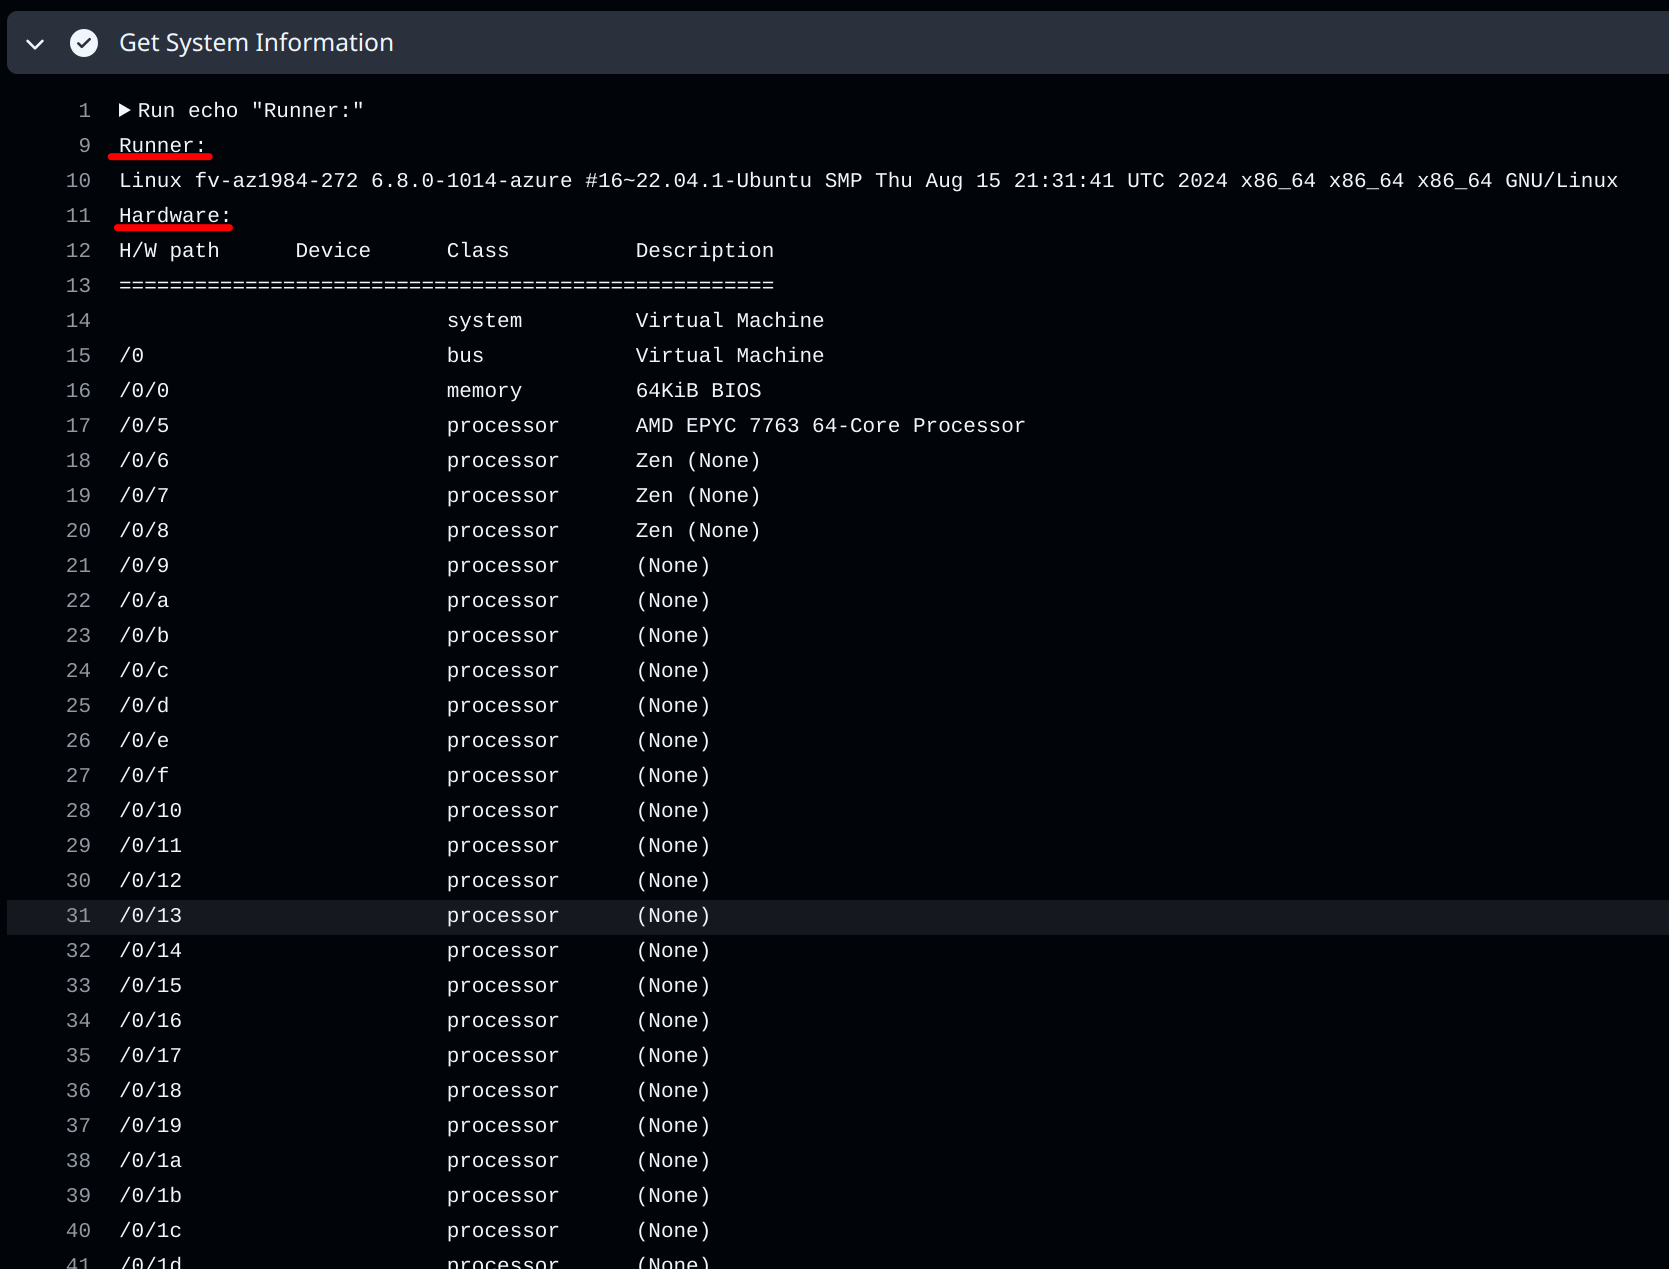 Get System Information
1 Run echo "Runner:"
9 Runner:
10 Linux fv-az1984-272 6.8.0-1014-azure #16~22.04.1-Ubuntu SMP Thu Aug 15 21:31:41 UTC 2024 x86_64 x86_64 x86_64 GNU/Linux
11 Hardware:
12 H/W path      Device      Class          Description
13 ====================================================
14                           system         Virtual Machine
15 /0                        bus            Virtual Machine
16 /0/0                      memory         64KiB BIOS
17 /0/5                      processor      AMD EPYC 7763 64-Core Processor
18 /0/6                      processor      Zen (None)
19 /0/7                      processor      Zen (None)
20 /0/8                      processor      Zen (None)
21 /0/9                      processor      (None)
22 /0/a                      processor      (None)
23 /0/b                      processor      (None)
24 /0/c                      processor      (None)
25 /0/d                      processor      (None)
26 /0/e                      processor      (None)
27 /0/f                      processor      (None)
28 /0/10                     processor      (None)
29 /0/11                     processor      (None)
30 /0/12                     processor      (None)
31 /0/13                     processor      (None)
32 /0/14                     processor      (None)
33 /0/15                     processor      (None)
34 /0/16                     processor      (None)
35 /0/17                     processor      (None)
36 /0/18                     processor      (None)
37 /0/19                     processor      (None)
38 /0/1a                     processor      (None)
39 /0/1b                     processor      (None)
40 /0/1c                     processor      (None)
41 /0/1d                     processor      (None)